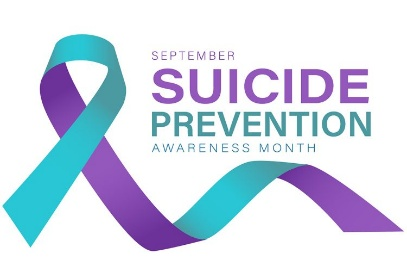 SEPTEMBER
SUICIDE
PREVENTION
AWARENESS MONTH